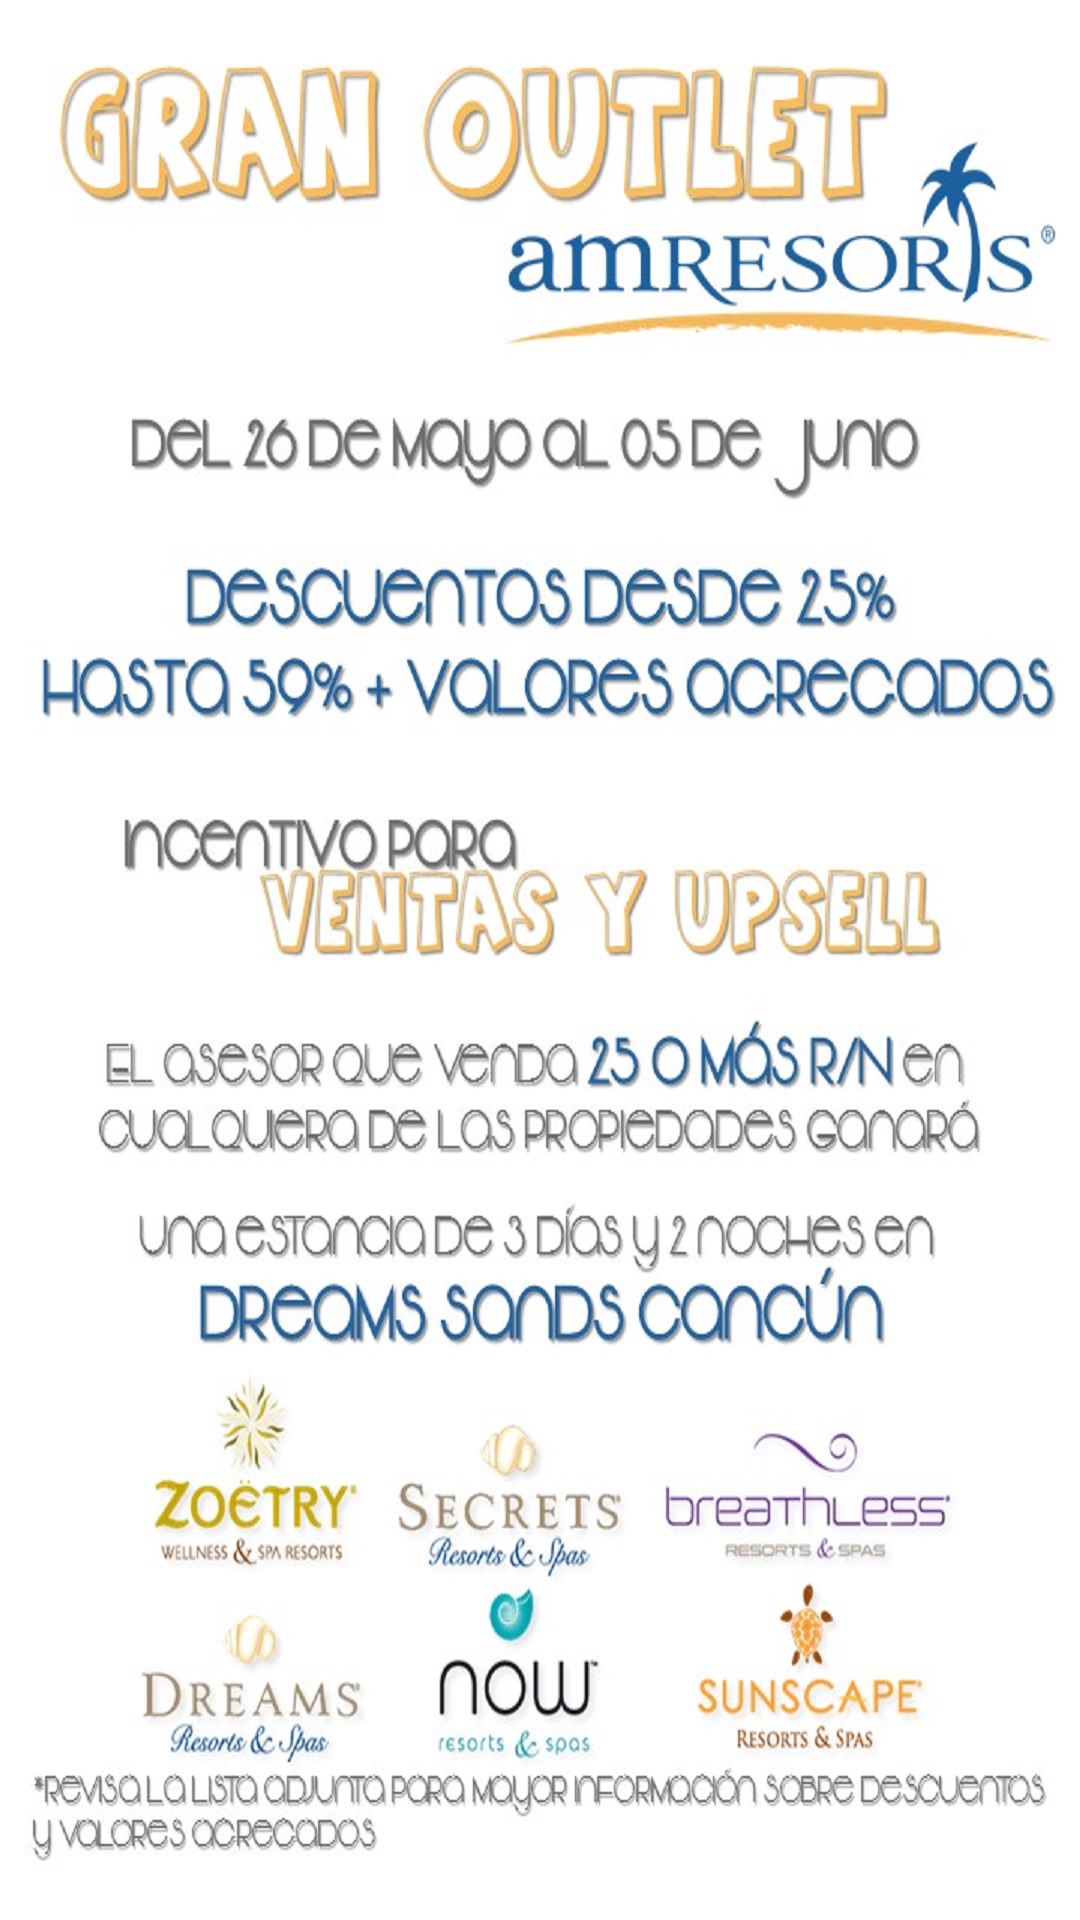 GRAN OUTLET
amRESORTS®
DEL 26 DE MAYO AL 05 DE JUNIO
DESCUENTOS DESDE 25%
HASTA 59% + VALORES AGREGADOS
INCENTIVO PARA
VENTAS Y UPSELL
EL ASESOR QUE VENDA 25 O MÁS R/N EN
CUALQUIERA DE LAS PROPIEDADES GANARÁ
UNA ESTANCIA DE 3 DÍAS Y 2 NOCHES EN
DREAMS SANDS CANCÚN
ZOËTRY®
WELLNESS & SPA RESORTS
SECRETS®
Resorts & Spas
breathless®
RESORTS & SPAS
DREAMS®
Resorts & Spas
now™
resorts & spas
SUNSCAPE®
RESORTS & SPAS
*REVISA LA LISTA ADJUNTA PARA MAYOR INFORMACIÓN SOBRE DESCUENTOS
Y VALORES AGREGADOS